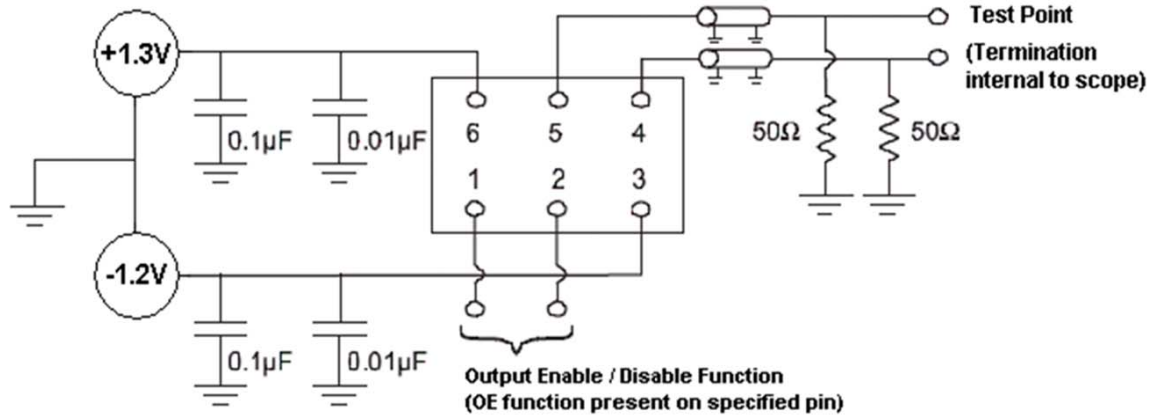 +1.3V
Test Point
(Termination
internal to scope)
0.1µF
0.01µF
6
5
4
50Ω
50Ω
1
2
3
-1.2V
0.1µF
0.01µF
Output Enable / Disable Function
(OE function present on specified pin)